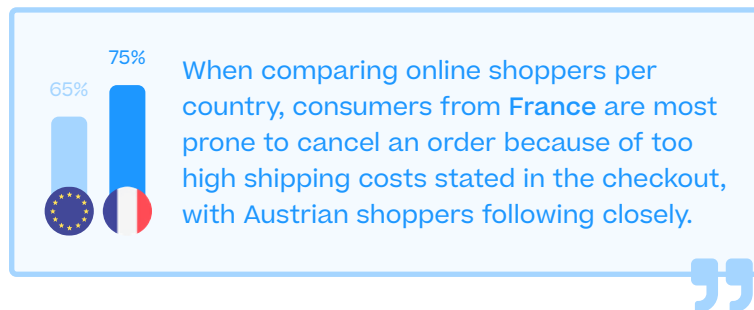 75%
65%
When comparing online shoppers per
country, consumers from France are most
prone to cancel an order because of too
high shipping costs stated in the checkout,
with Austrian shoppers following closely.